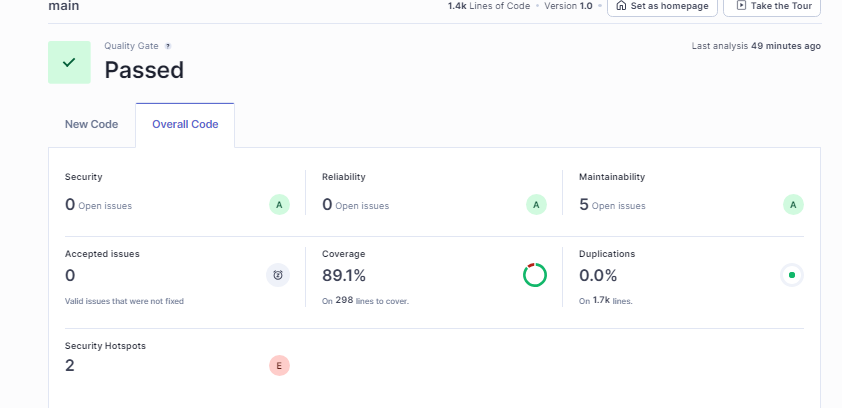 main
1.4k Lines of Code • Version 1.0 • Set as homepage Take the Tour
Quality Gate ?
Passed
Last analysis 49 minutes ago
New Code Overall Code
Security
0 Open issues A
Reliability
0 Open issues A
Maintainability
5 Open issues A
Accepted issues
0
Valid issues that were not fixed
Coverage
89.1%
On 298 lines to cover.
Duplications
0.0%
On 1.7k lines.
Security Hotspots
2 E